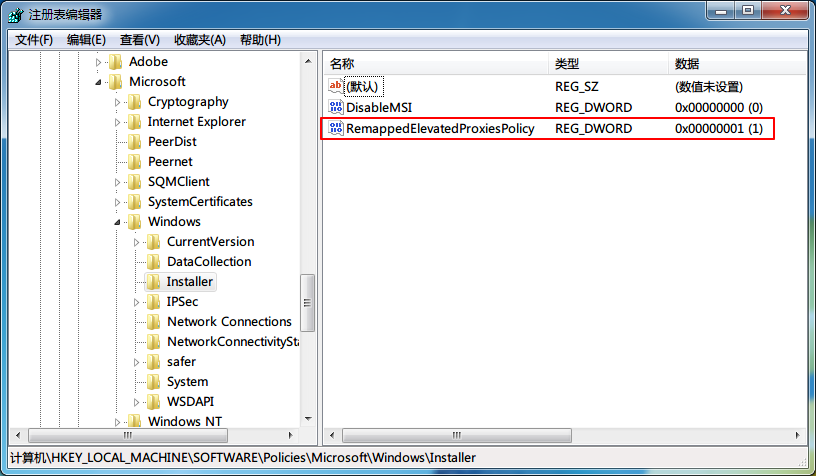 注册表编辑器
文件(F) 编辑(E) 查看(V) 收藏夹(A) 帮助(H)
Adobe
Microsoft
Cryptography
Internet Explorer
PeerDist
Peernet
SQMClient
SystemCertificates
Windows
CurrentVersion
DataCollection
Installer
IPSec
Network Connections
NetworkConnectivitySta
safer
System
WSDAPI
Windows NT
名称 类型 数据
ab (默认) REG_SZ (数值未设置)
DisableMSI REG_DWORD 0x00000000 (0)
RemappedElevatedProxiesPolicy REG_DWORD 0x00000001 (1)
计算机\HKEY_LOCAL_MACHINE\SOFTWARE\Policies\Microsoft\Windows\Installer